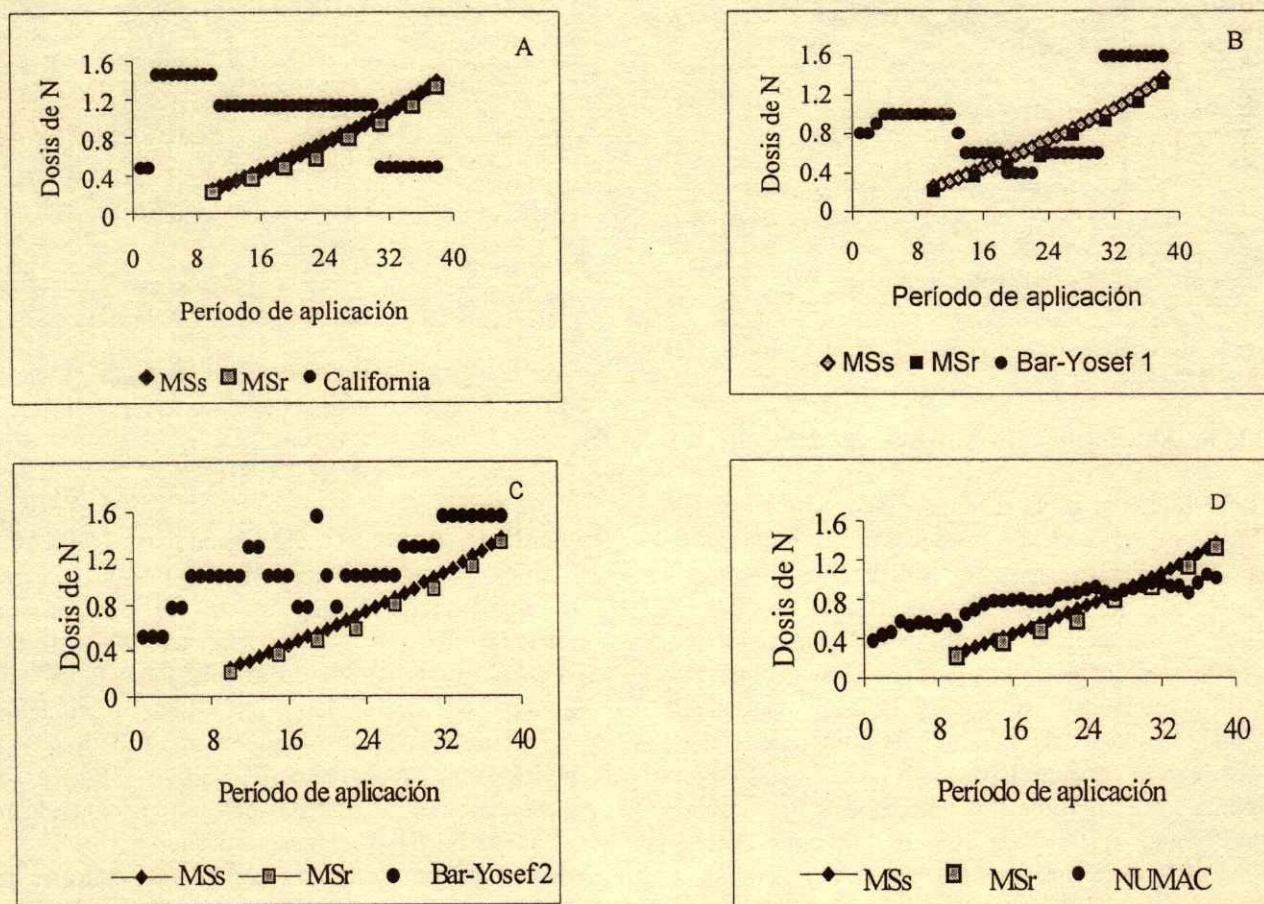 A
Dosis de N
1.6
1.2
0.8
0.4
0
0 8 16 24 32 40
Período de aplicación
MSs MSr California
B
Dosis de N
1.6
1.2
0.8
0.4
0
0 8 16 24 32 40
Período de aplicación
MSs MSr Bar-Yosef 1
C
Dosis de N
1.6
1.2
0.8
0.4
0
0 8 16 24 32 40
Período de aplicación
MSs MSr Bar-Yosef 2
D
Dosis de N
1.6
1.2
0.8
0.4
0
0 8 16 24 32 40
Período de aplicación
MSs MSr NUMAC